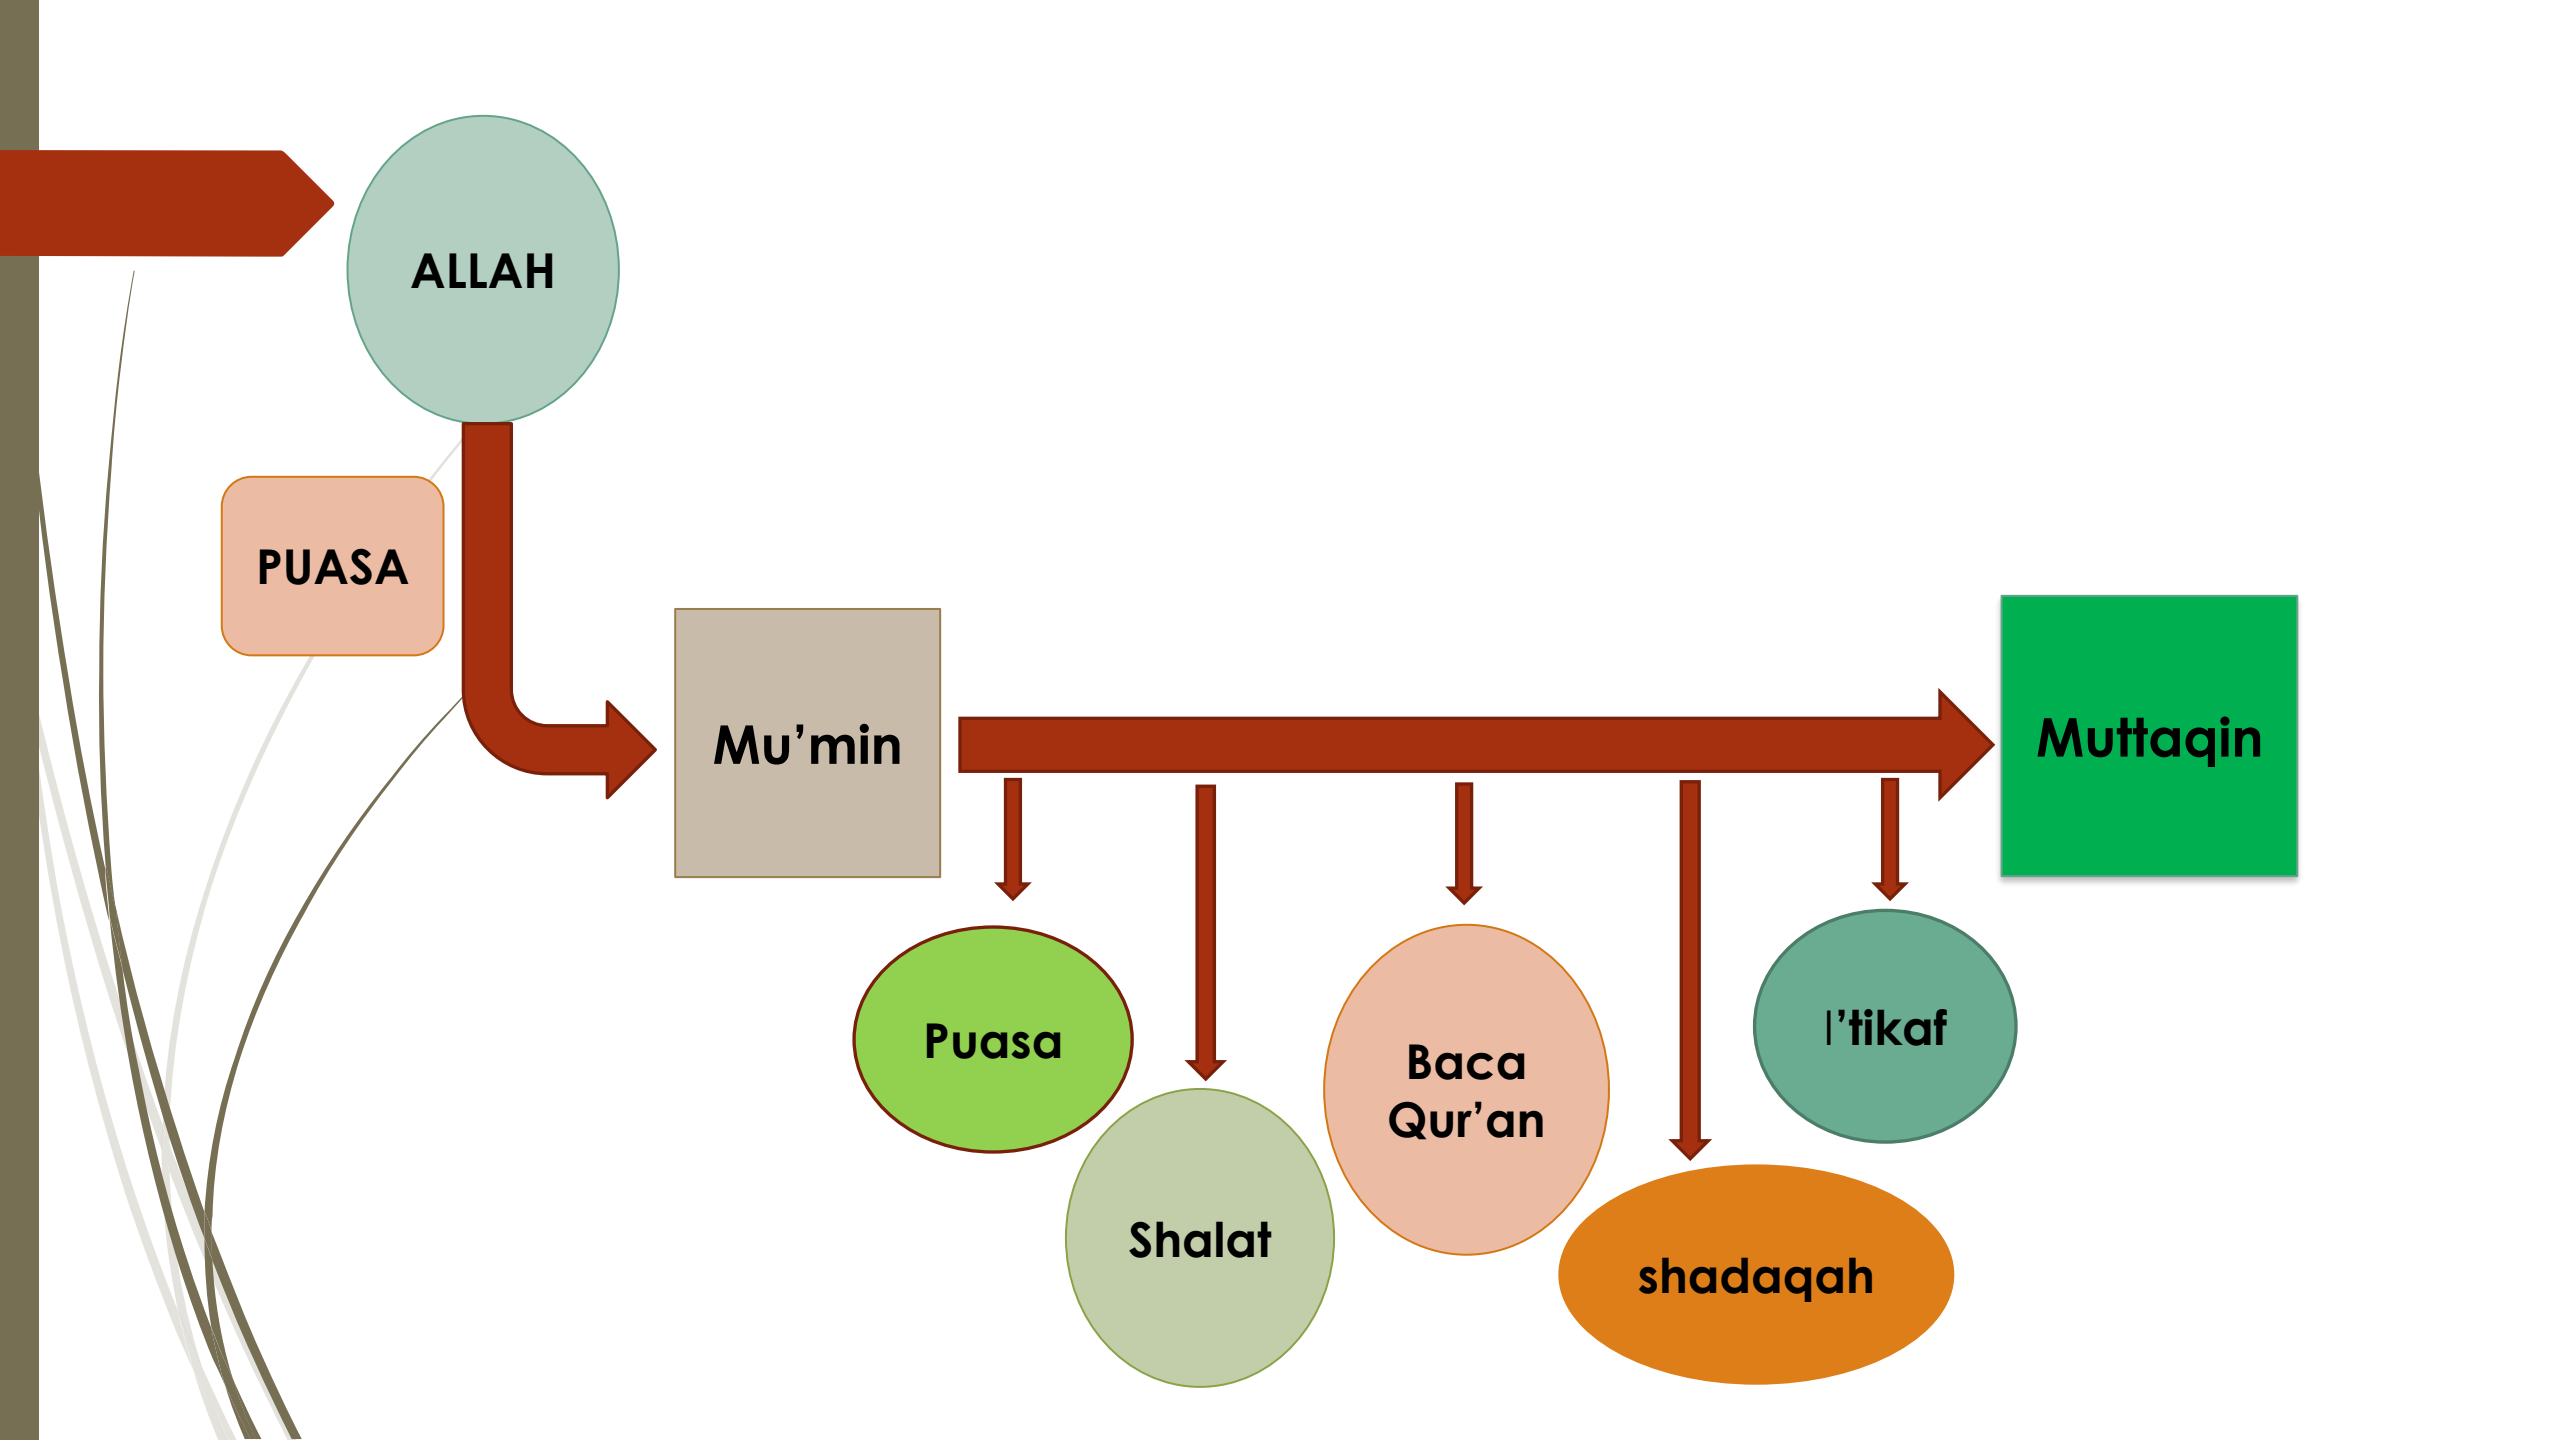 ALLAH
PUASA
Mu’min
Muttaqin
Puasa
Shalat
Baca
Qur’an
shadaqah
I’tikaf